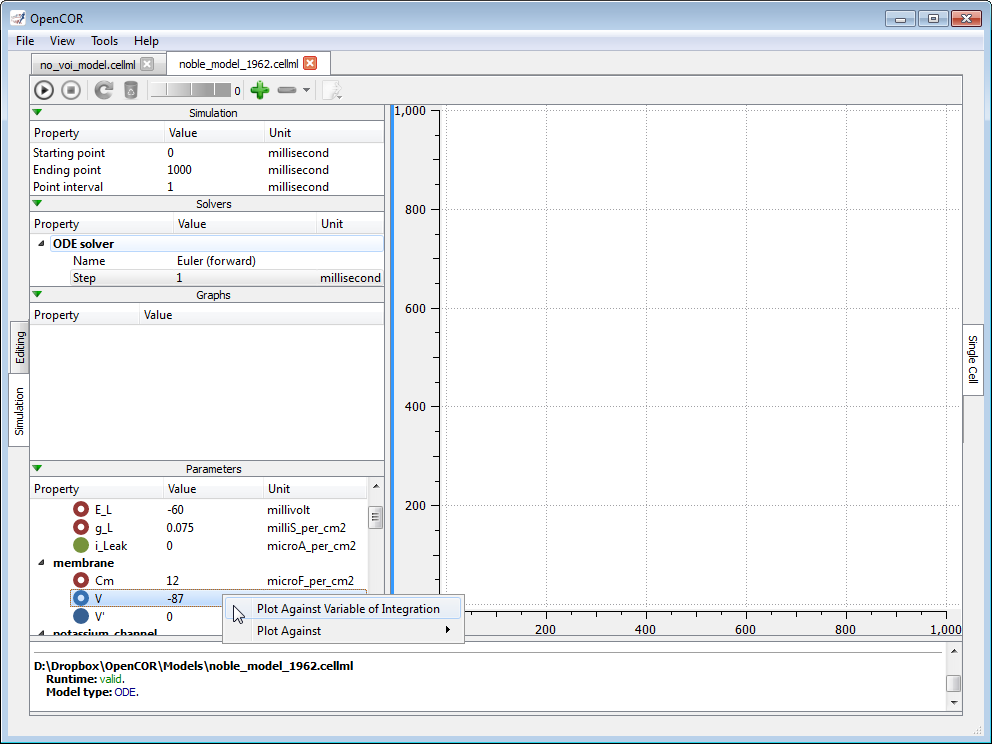 OpenCOR
File View Tools Help
no_voi_model.cellml noble_model_1962.cellml
0
Simulation
Property Value Unit
Starting point 0 millisecond
Ending point 1000 millisecond
Point interval 1 millisecond
Solvers
Property Value Unit
ODE solver
Name Euler (forward)
Step 1 millisecond
Graphs
Property Value
Editing
Simulation
Parameters
Property Value Unit
E_L -60 millivolt
g_L 0.075 milliS_per_cm2
i_Leak 0 microA_per_cm2
membrane
Cm 12 microF_per_cm2
V -87
V' 0
potassium_channel
Plot Against Variable of Integration
Plot Against
1,000
800
600
400
200
200 400 600 800 1,000
Single Cell
D:\Dropbox\OpenCOR\Models\noble_model_1962.cellml
Runtime: valid.
Model type: ODE.